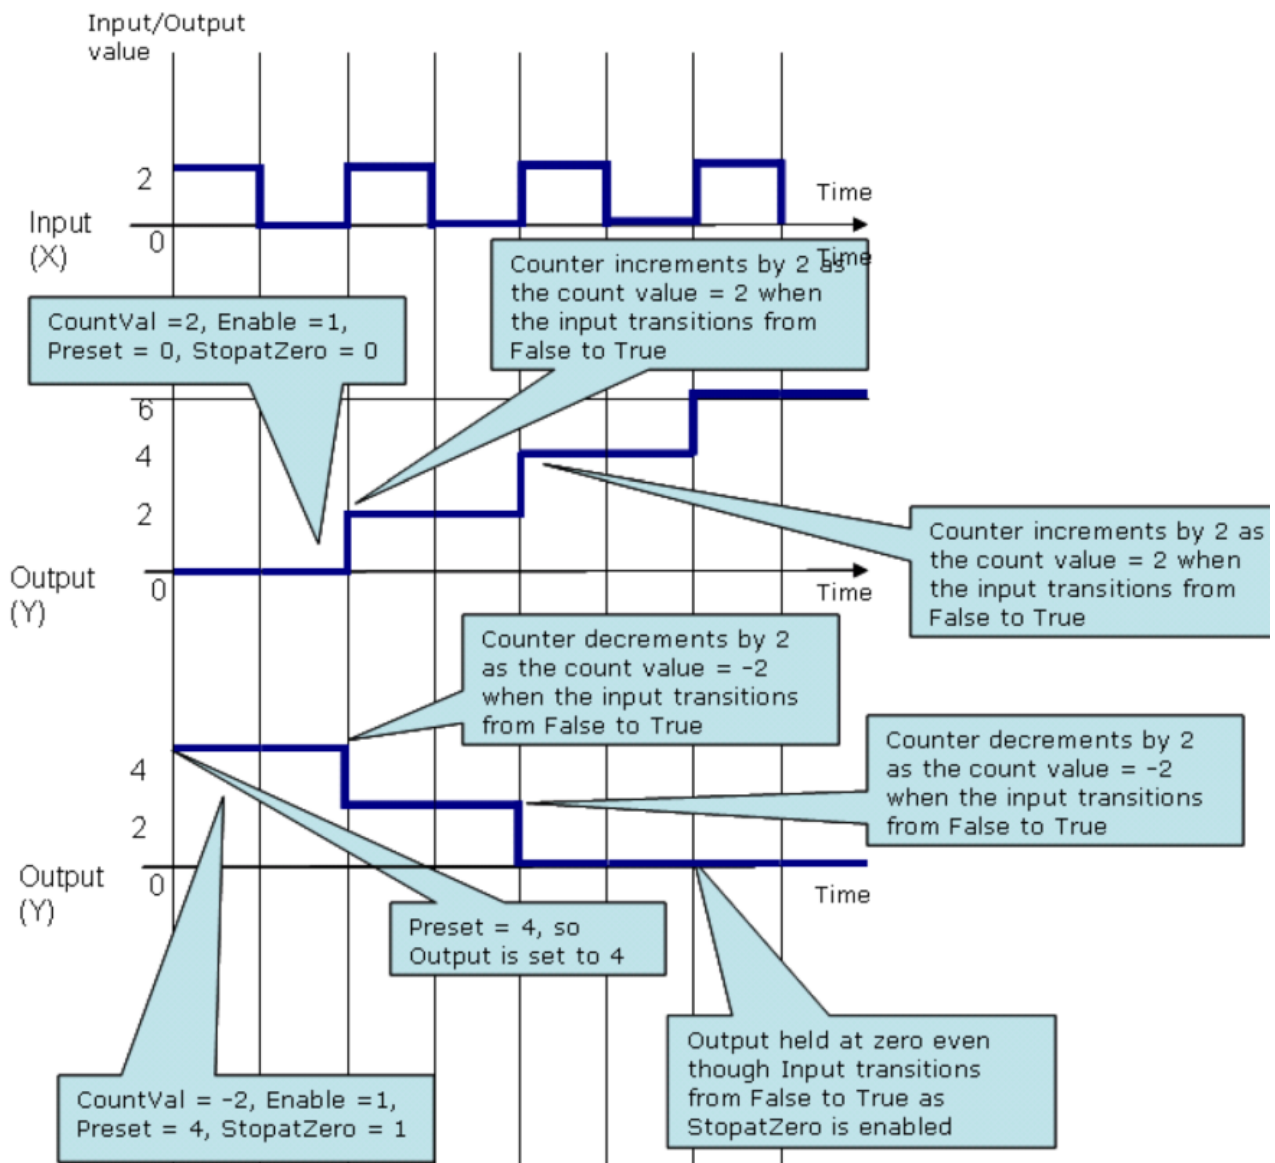 Input/Output
value
2
Time
Input
(X)
0
Time
Counter increments by 2 as
the count value = 2 when
the input transitions from
False to True
CountVal =2, Enable =1,
Preset = 0, StopatZero = 0
6
4
2
Counter increments by 2 as
the count value = 2 when
the input transitions from
False to True
Output
(Y)
0
Time
Counter decrements by 2
as the count value = -2
when the input transitions
from False to True
Counter decrements by 2
as the count value = -2
when the input transitions
from False to True
4
2
Output
(Y)
0
Time
Preset = 4, so
Output is set to 4
Output held at zero even
though Input transitions
from False to True as
StopatZero is enabled
CountVal = -2, Enable =1,
Preset = 4, StopatZero = 1